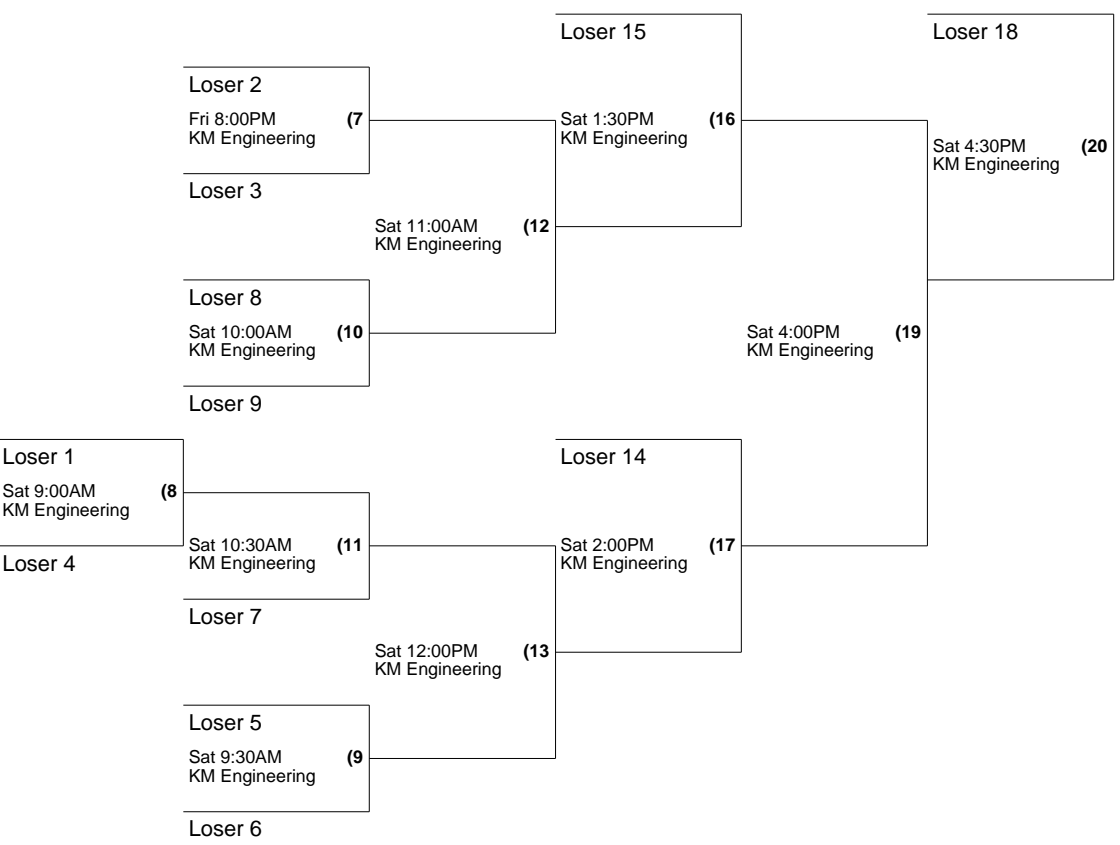 Loser 15
Loser 18
Loser 2
Fri 8:00PM (7
KM Engineering
Sat 1:30PM (16
KM Engineering
Sat 4:30PM (20
KM Engineering
Loser 3
Sat 11:00AM (12
KM Engineering
Loser 8
Sat 10:00AM (10
KM Engineering
Sat 4:00PM (19
KM Engineering
Loser 9
Loser 1
Loser 14
Sat 9:00AM (8
KM Engineering
Sat 10:30AM (11
KM Engineering
Sat 2:00PM (17
KM Engineering
Loser 4
Loser 7
Sat 12:00PM (13
KM Engineering
Loser 5
Sat 9:30AM (9
KM Engineering
Loser 6